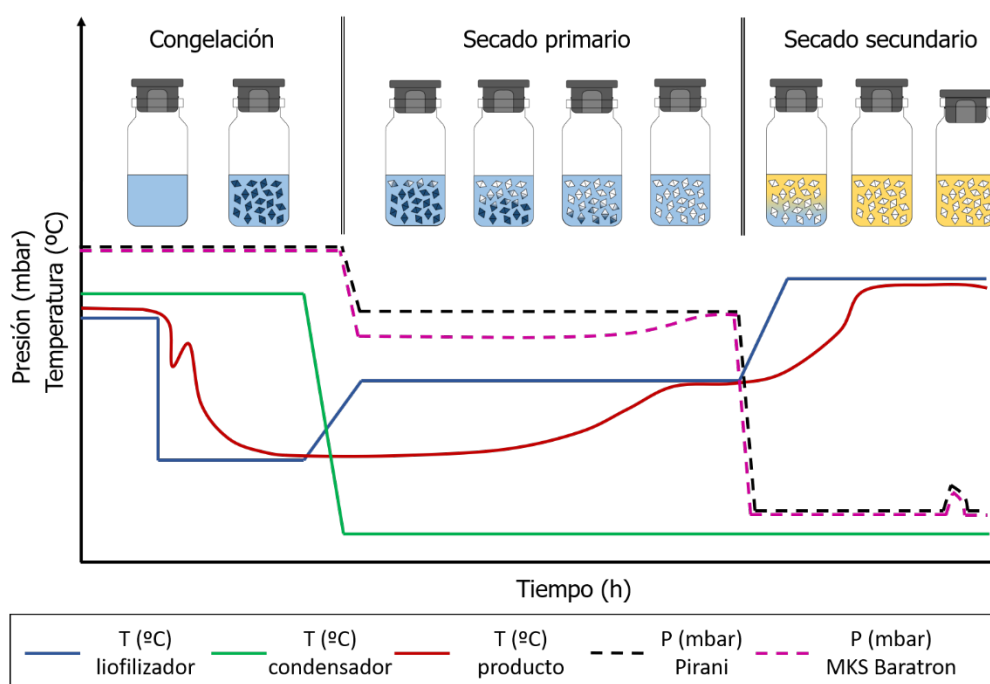 Congelación
Secado primario
Secado secundario
Presión (mbar)
Temperatura (ºC)
Tiempo (h)
T (ºC)
liofilizador
T (ºC)
condensador
T (ºC)
producto
P (mbar)
Pirani
P (mbar)
MKS Baratron